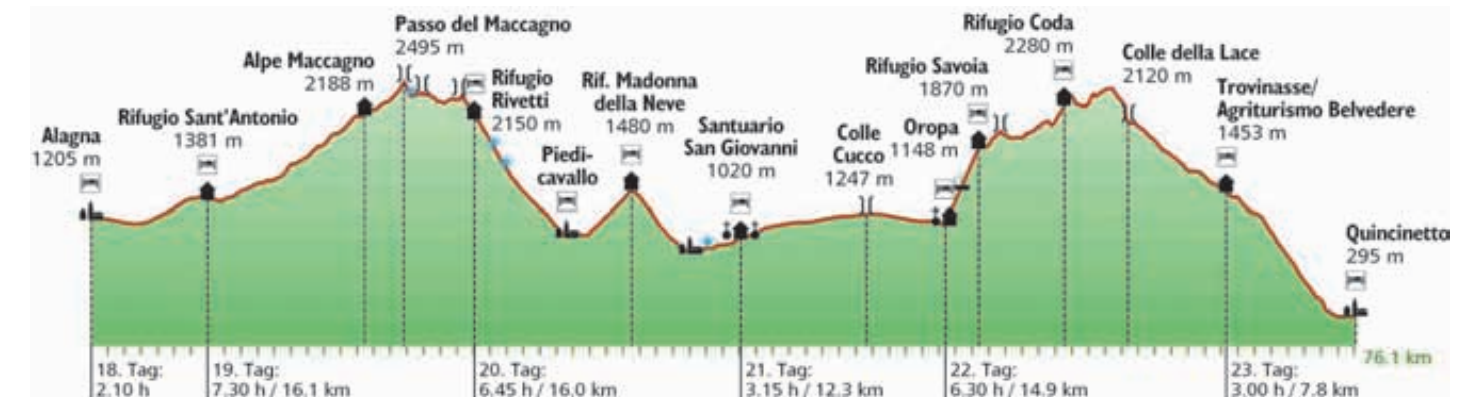 Alagna
1205 m
Rifugio Sant'Antonio
1381 m
Alpe Maccagno
2188 m
Passo del Maccagno
2495 m
Rifugio
Rivetti
2150 m
Piedi-
cavallo
Rif. Madonna
della Neve
1480 m
Santuario
San Giovanni
1020 m
Colle
Cucco
1247 m
Oropa
1148 m
Rifugio Savoia
1870 m
Rifugio Coda
2280 m
Colle della Lace
2120 m
Trovinasse/
Agriturismo Belvedere
1453 m
Quincinetto
295 m
76.1 km
18. Tag:
2.10 h
19. Tag:
7.30 h / 16.1 km
20. Tag:
6.45 h / 16.0 km
21. Tag:
3.15 h / 12.3 km
22. Tag:
6.30 h / 14.9 km
23. Tag:
3.00 h / 7.8 km